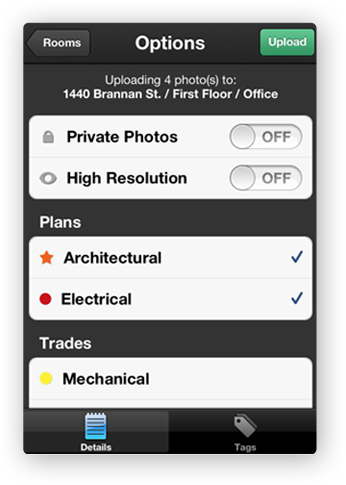 Rooms
Options
Upload
Uploading 4 photo(s) to:
1440 Brannan St. / First Floor / Office
Private Photos
OFF
High Resolution
OFF
Plans
Architectural
Electrical
Trades
Mechanical
Details
Tags